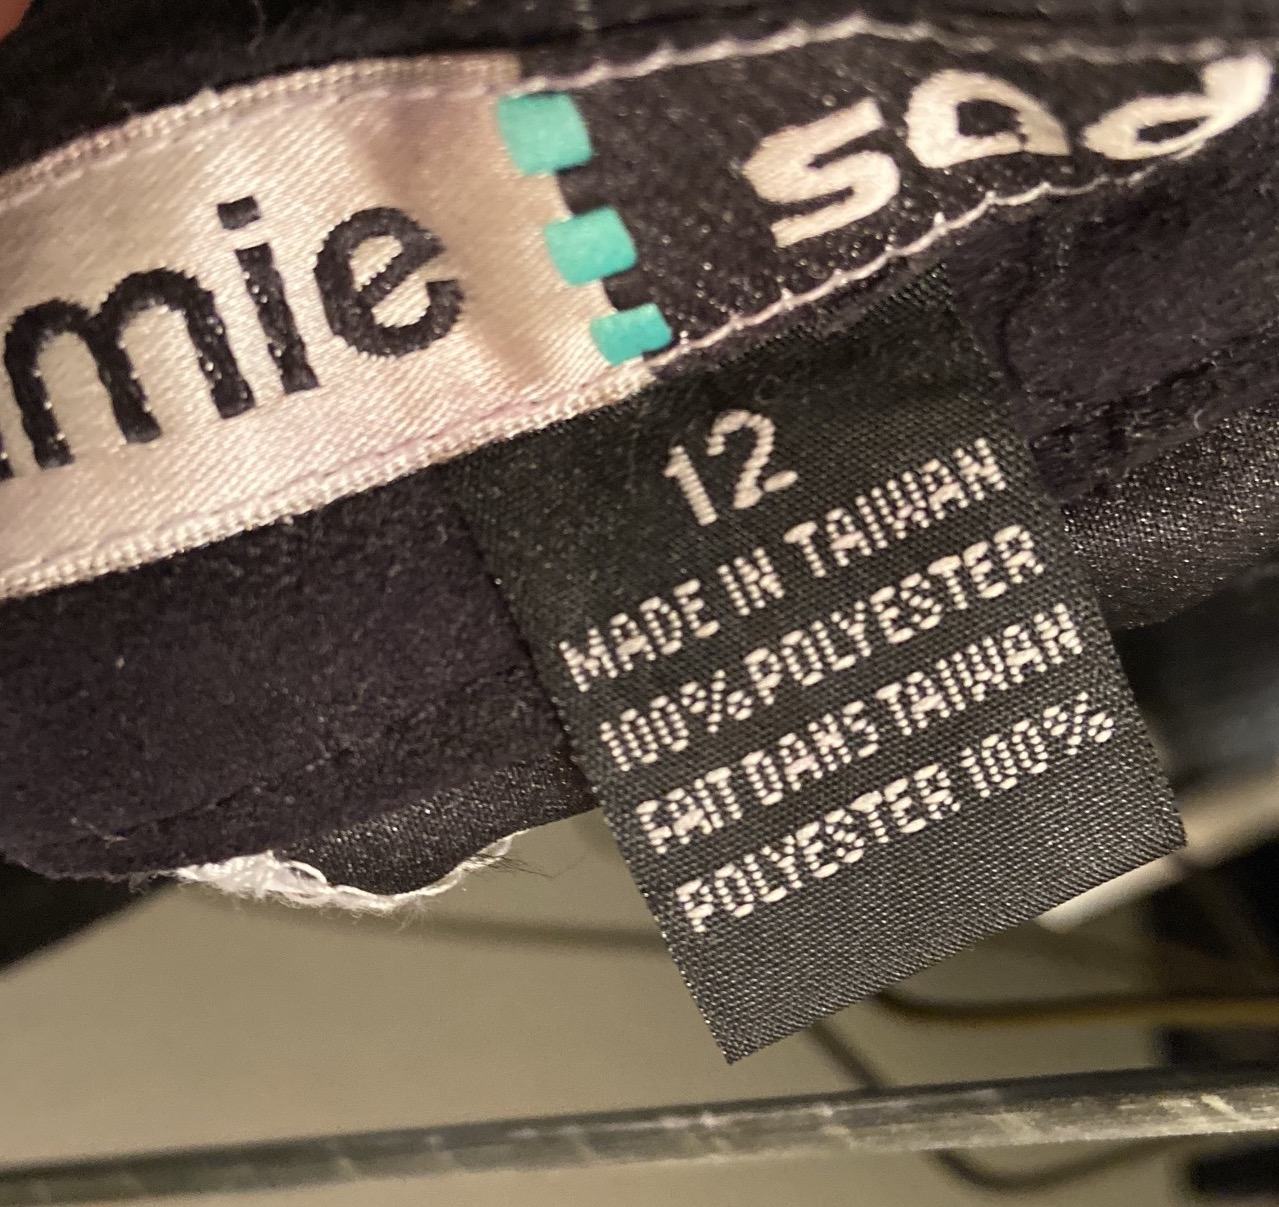 mie sad
12
MADE IN TAIWAN
100% POLYESTER
FAIT DANS TAIWAN
POLYESTER 100%